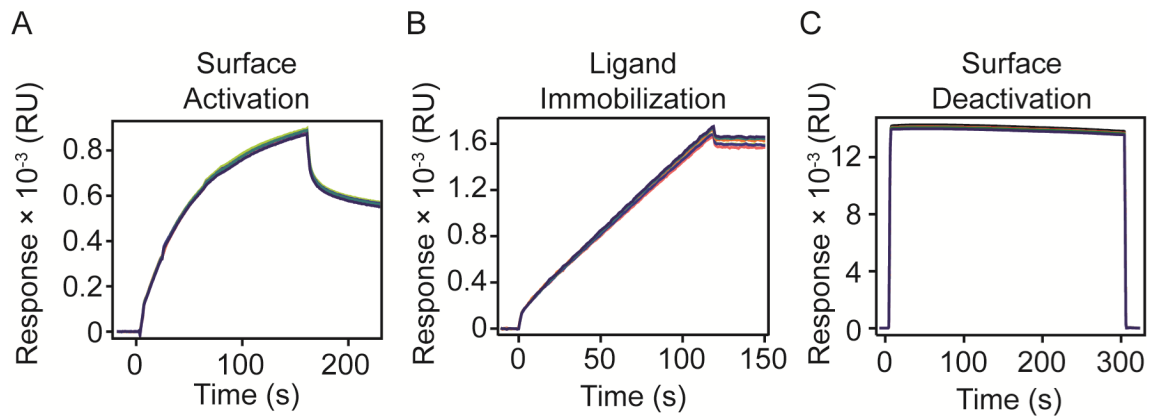 A
Surface
Activation
Response × 10⁻³ (RU)
0.8
0.6
0.4
0.2
0
0
100
200
Time (s)
B
Ligand
Immobilization
Response × 10⁻³ (RU)
1.6
1.2
0.8
0.4
0
0
50
100
150
Time (s)
C
Surface
Deactivation
Response × 10⁻³ (RU)
12
8
4
0
0
100
200
300
Time (s)